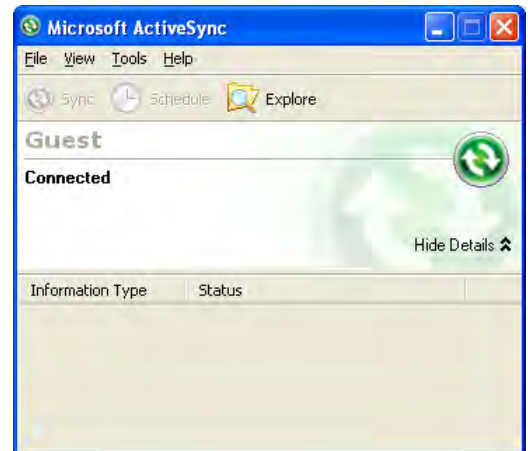 Microsoft ActiveSync
File View Tools Help
Sync Schedule Explore
Guest
Connected
Hide Details
Information Type Status